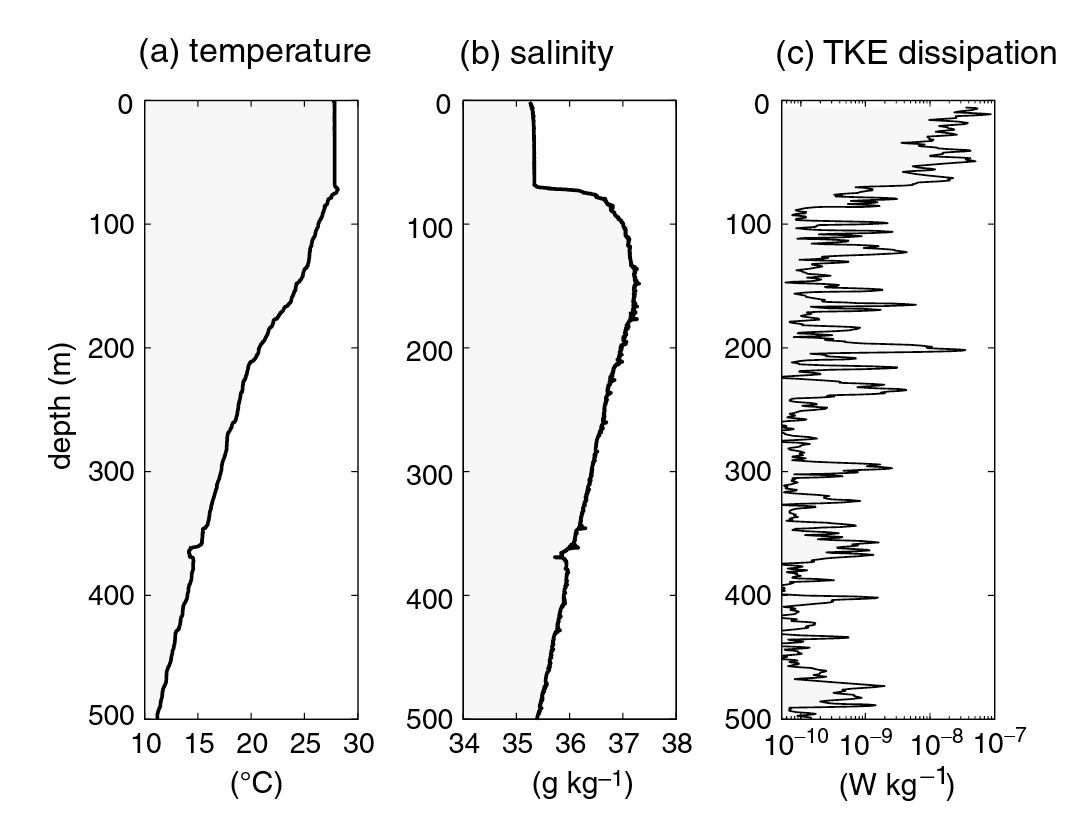 (a) temperature
(b) salinity
(c) TKE dissipation
0
100
200
300
400
500
depth (m)
10 15 20 25 30
(°C)
0
100
200
300
400
500
34 35 36 37 38
(g kg⁻¹)
0
100
200
300
400
500
10⁻¹⁰ 10⁻⁹ 10⁻⁸ 10⁻⁷
(W kg⁻¹)